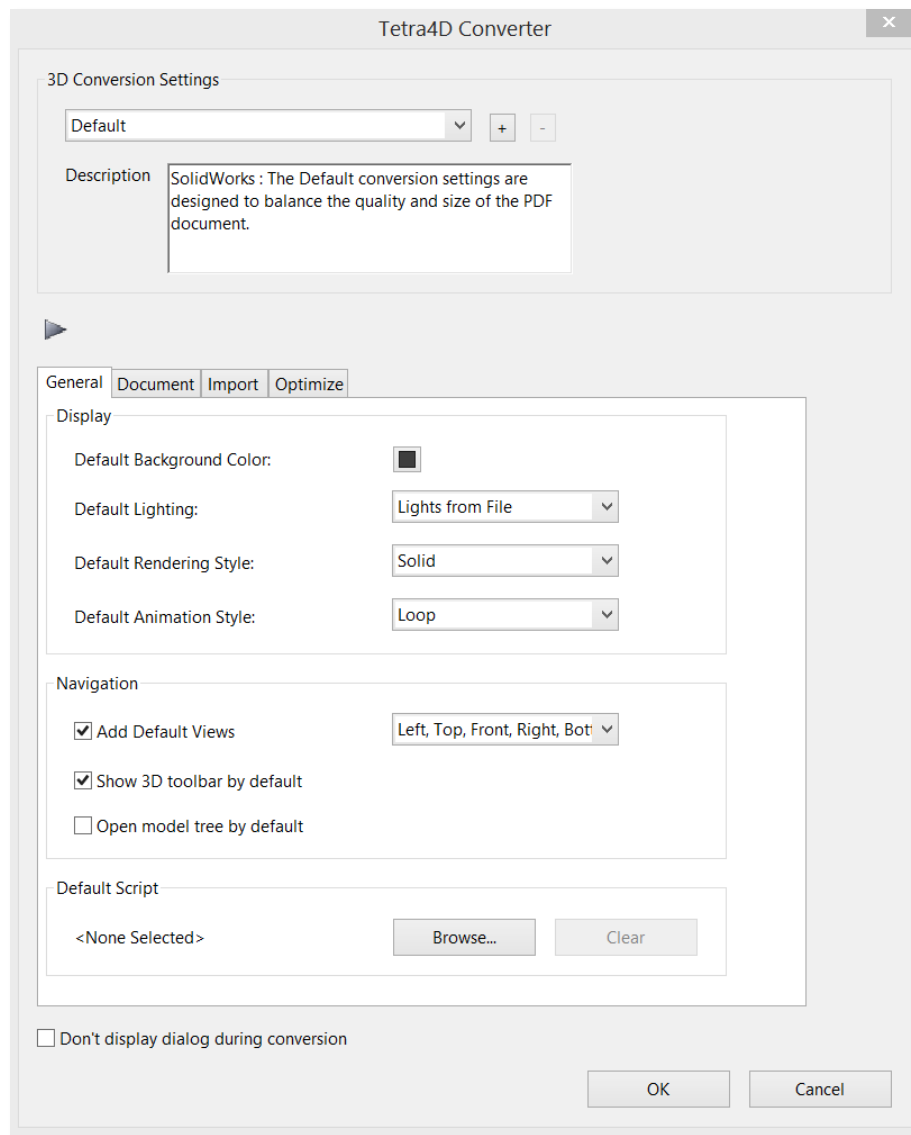 Tetra4D Converter
3D Conversion Settings
Default
+ -
Description
SolidWorks : The Default conversion settings are
designed to balance the quality and size of the PDF
document.
General Document Import Optimize
Display
Default Background Color:
Default Lighting: Lights from File
Default Rendering Style: Solid
Default Animation Style: Loop
Navigation
Add Default Views Left, Top, Front, Right, Bot
Show 3D toolbar by default
Open model tree by default
Default Script
<None Selected> Browse... Clear
Don't display dialog during conversion
OK Cancel